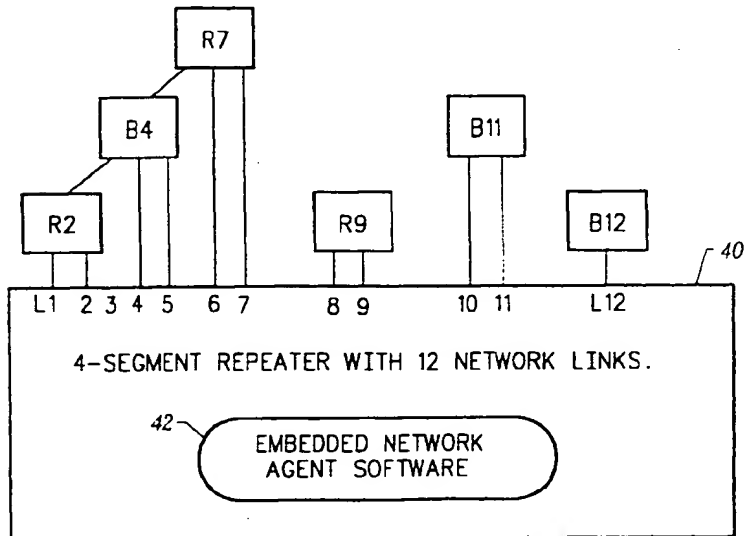 R7
B4
B11
R2
R9
B12
40
L1 2 3 4 5 6 7 8 9 10 11 L12
4-SEGMENT REPEATER WITH 12 NETWORK LINKS.
42
EMBEDDED NETWORK
AGENT SOFTWARE